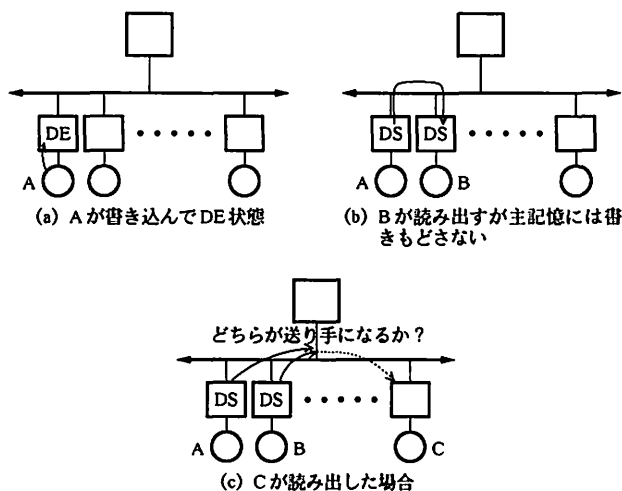 DE
A
(a) Aが書き込んでDE状態
DS DS
A B
(b) Bが読み出すが主記憶には書
きもどさない
どちらが送り手になるか?
DS DS
A B C
(c) Cが読み出した場合